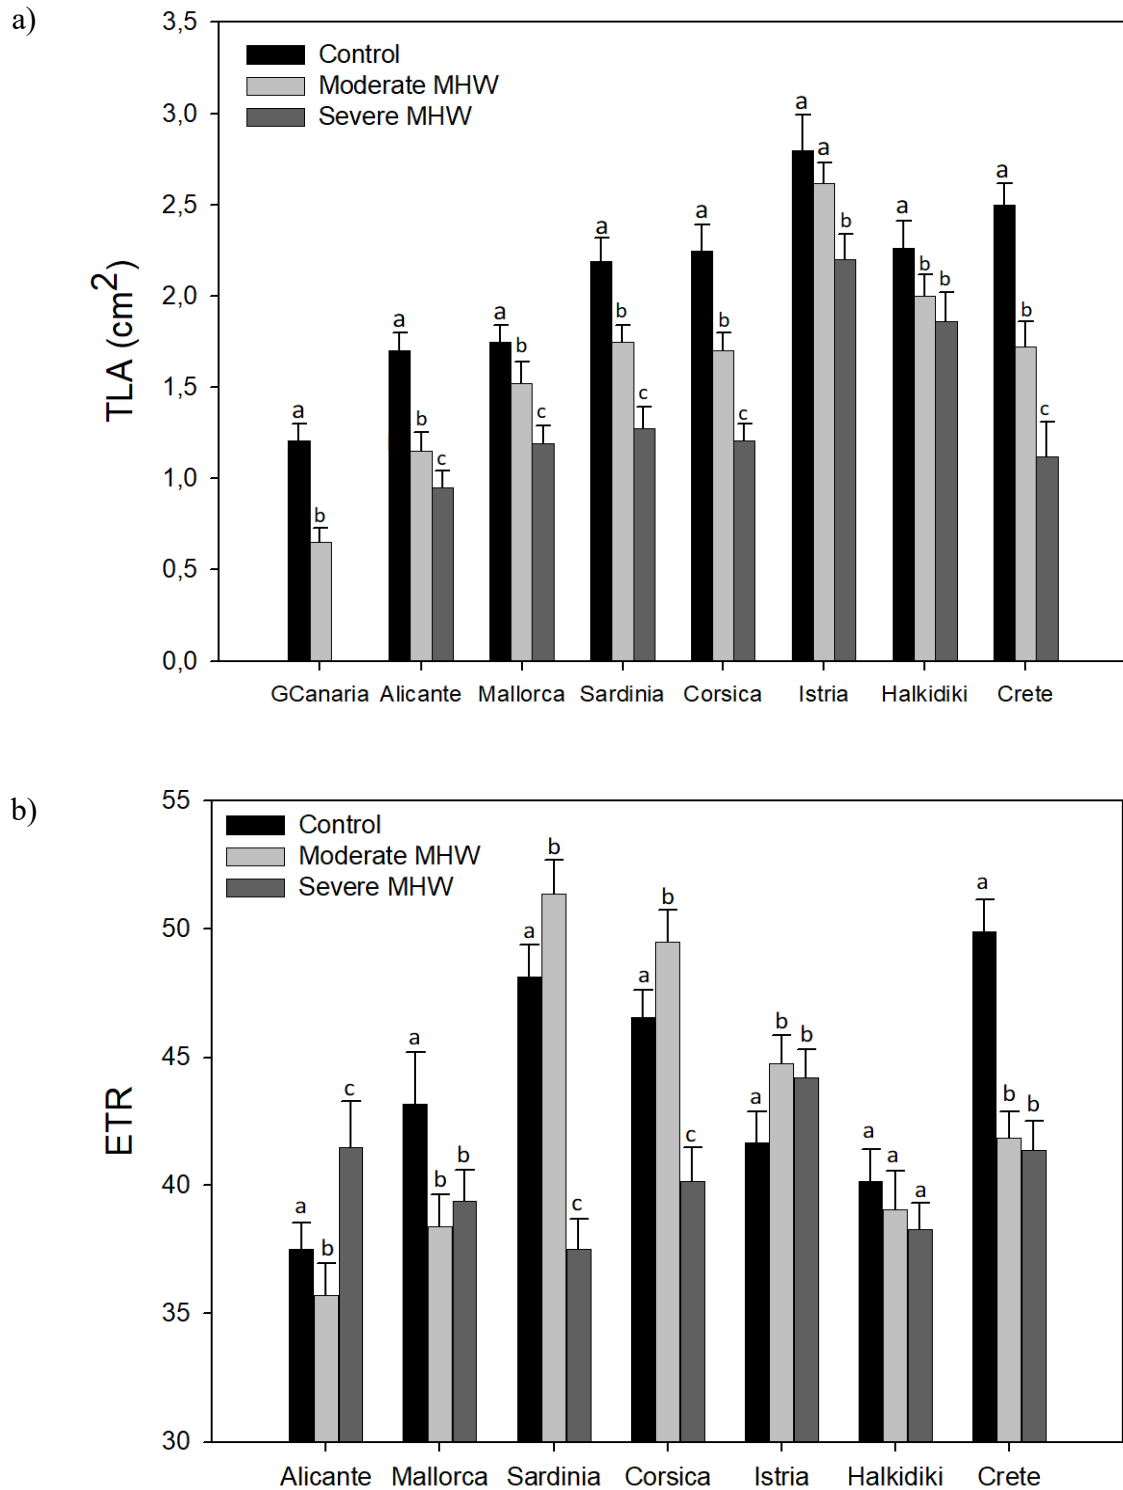 a)
3,5
3,0
2,5
2,0
1,5
1,0
0,5
0,0
TLA (cm2)
Control
Moderate MHW
Severe MHW
a
b
a
b
c
a
b
c
a
b
c
a
b
c
a
a
b
a
b
b
a
b
c
GCanaria Alicante Mallorca Sardinia Corsica Istria Halkidiki Crete
b)
55
50
45
40
35
30
ETR
Control
Moderate MHW
Severe MHW
a
b
c
a
b
b
a
b
c
a
b
c
a
b
b
a
a
a
a
b
b
Alicante Mallorca Sardinia Corsica Istria Halkidiki Crete